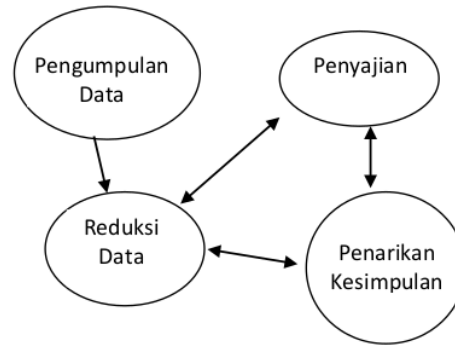 Pengumpulan
Data
Penyajian
Reduksi
Data
Penarikan
Kesimpulan